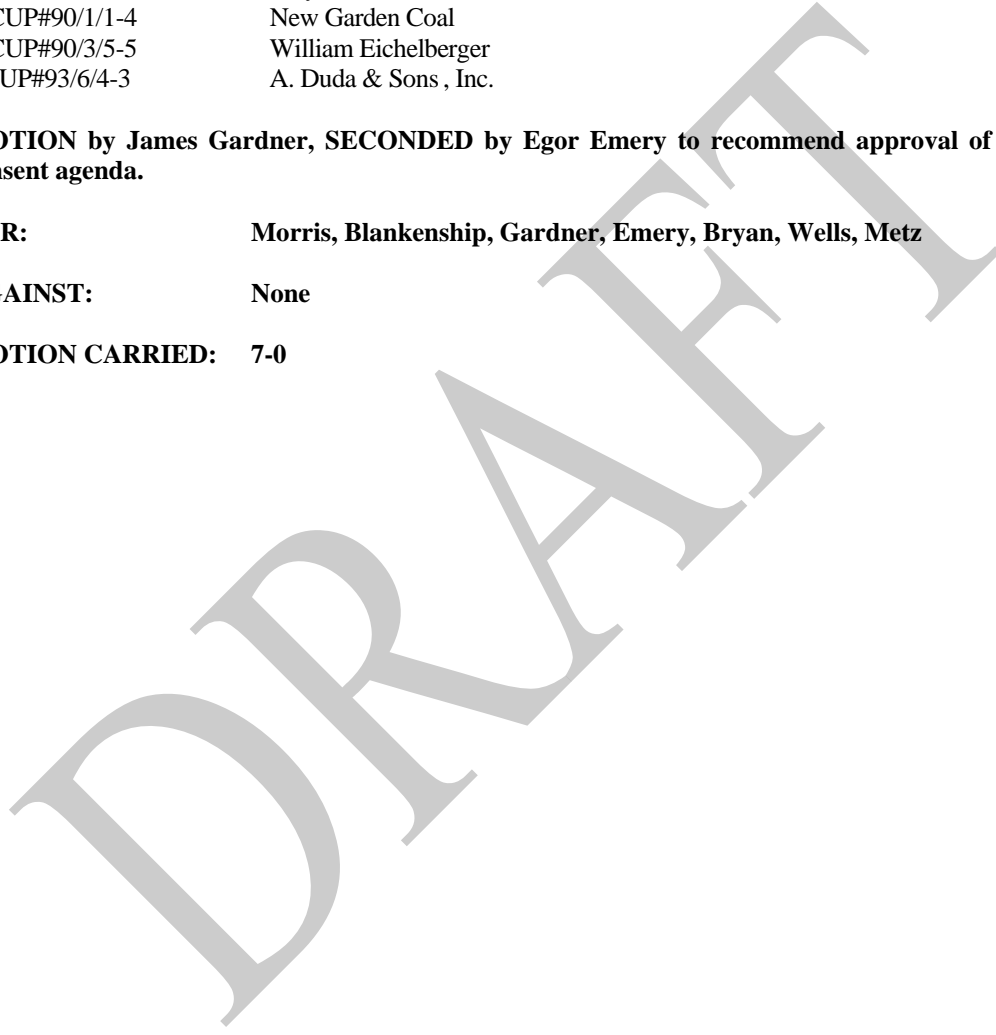 CUP#90/1/1-4 New Garden Coal
CUP#90/3/5-5 William Eichelberger
UP#93/6/4-3 A. Duda & Sons, Inc.
OTION by James Gardner, SECONDED by Egor Emery to recommend approval of
nsent agenda.
R: Morris, Blankenship, Gardner, Emery, Bryan, Wells, Metz
GAINST: None
OTION CARRIED: 7-0
DRAFT